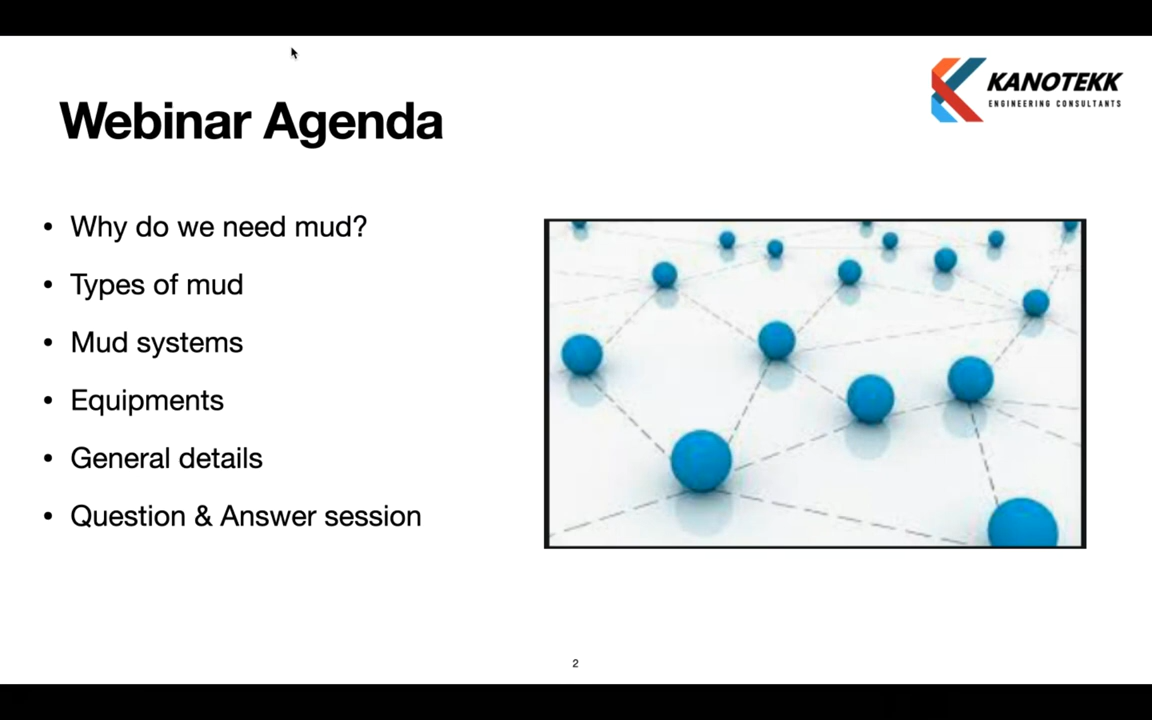 KANOTEKK
ENGINEERING CONSULTANTS
Webinar Agenda
• Why do we need mud?
• Types of mud
• Mud systems
• Equipments
• General details
• Question & Answer session
2